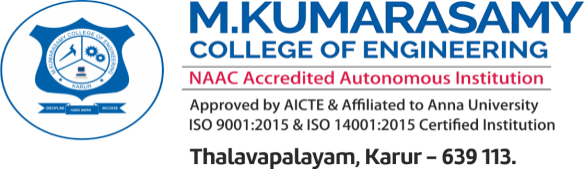 M.KUMARASAMY COLLEGE OF ENGINEERING
KARUR
DISCIPLINE HARD WORK SUCCESS
M.KUMARASAMY
COLLEGE OF ENGINEERING
NAAC Accredited Autonomous Institution
Approved by AICTE & Affiliated to Anna University
ISO 9001:2015 & ISO 14001:2015 Certified Institution
Thalavapalayam, Karur – 639 113.